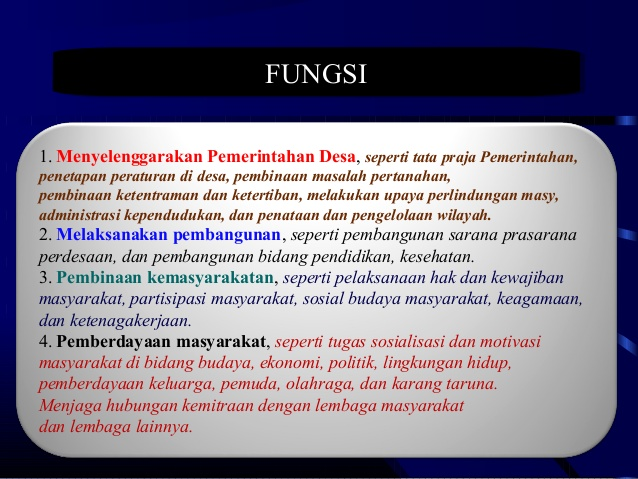 FUNGSI
1. Menyelenggarakan Pemerintahan Desa, seperti tata praja Pemerintahan,
penetapan peraturan di desa, pembinaan masalah pertanahan,
pembinaan ketentraman dan ketertiban, melakukan upaya perlindungan masy,
administrasi kependudukan, dan penataan dan pengelolaan wilayah.
2. Melaksanakan pembangunan, seperti pembangunan sarana prasarana
perdesaan, dan pembangunan bidang pendidikan, kesehatan.
3. Pembinaan kemasyarakatan, seperti pelaksanaan hak dan kewajiban
masyarakat, partisipasi masyarakat, sosial budaya masyarakat, keagamaan,
dan ketenagakerjaan.
4. Pemberdayaan masyarakat, seperti tugas sosialisasi dan motivasi
masyarakat di bidang budaya, ekonomi, politik, lingkungan hidup,
pemberdayaan keluarga, pemuda, olahraga, dan karang taruna.
Menjaga hubungan kemitraan dengan lembaga masyarakat
dan lembaga lainnya.